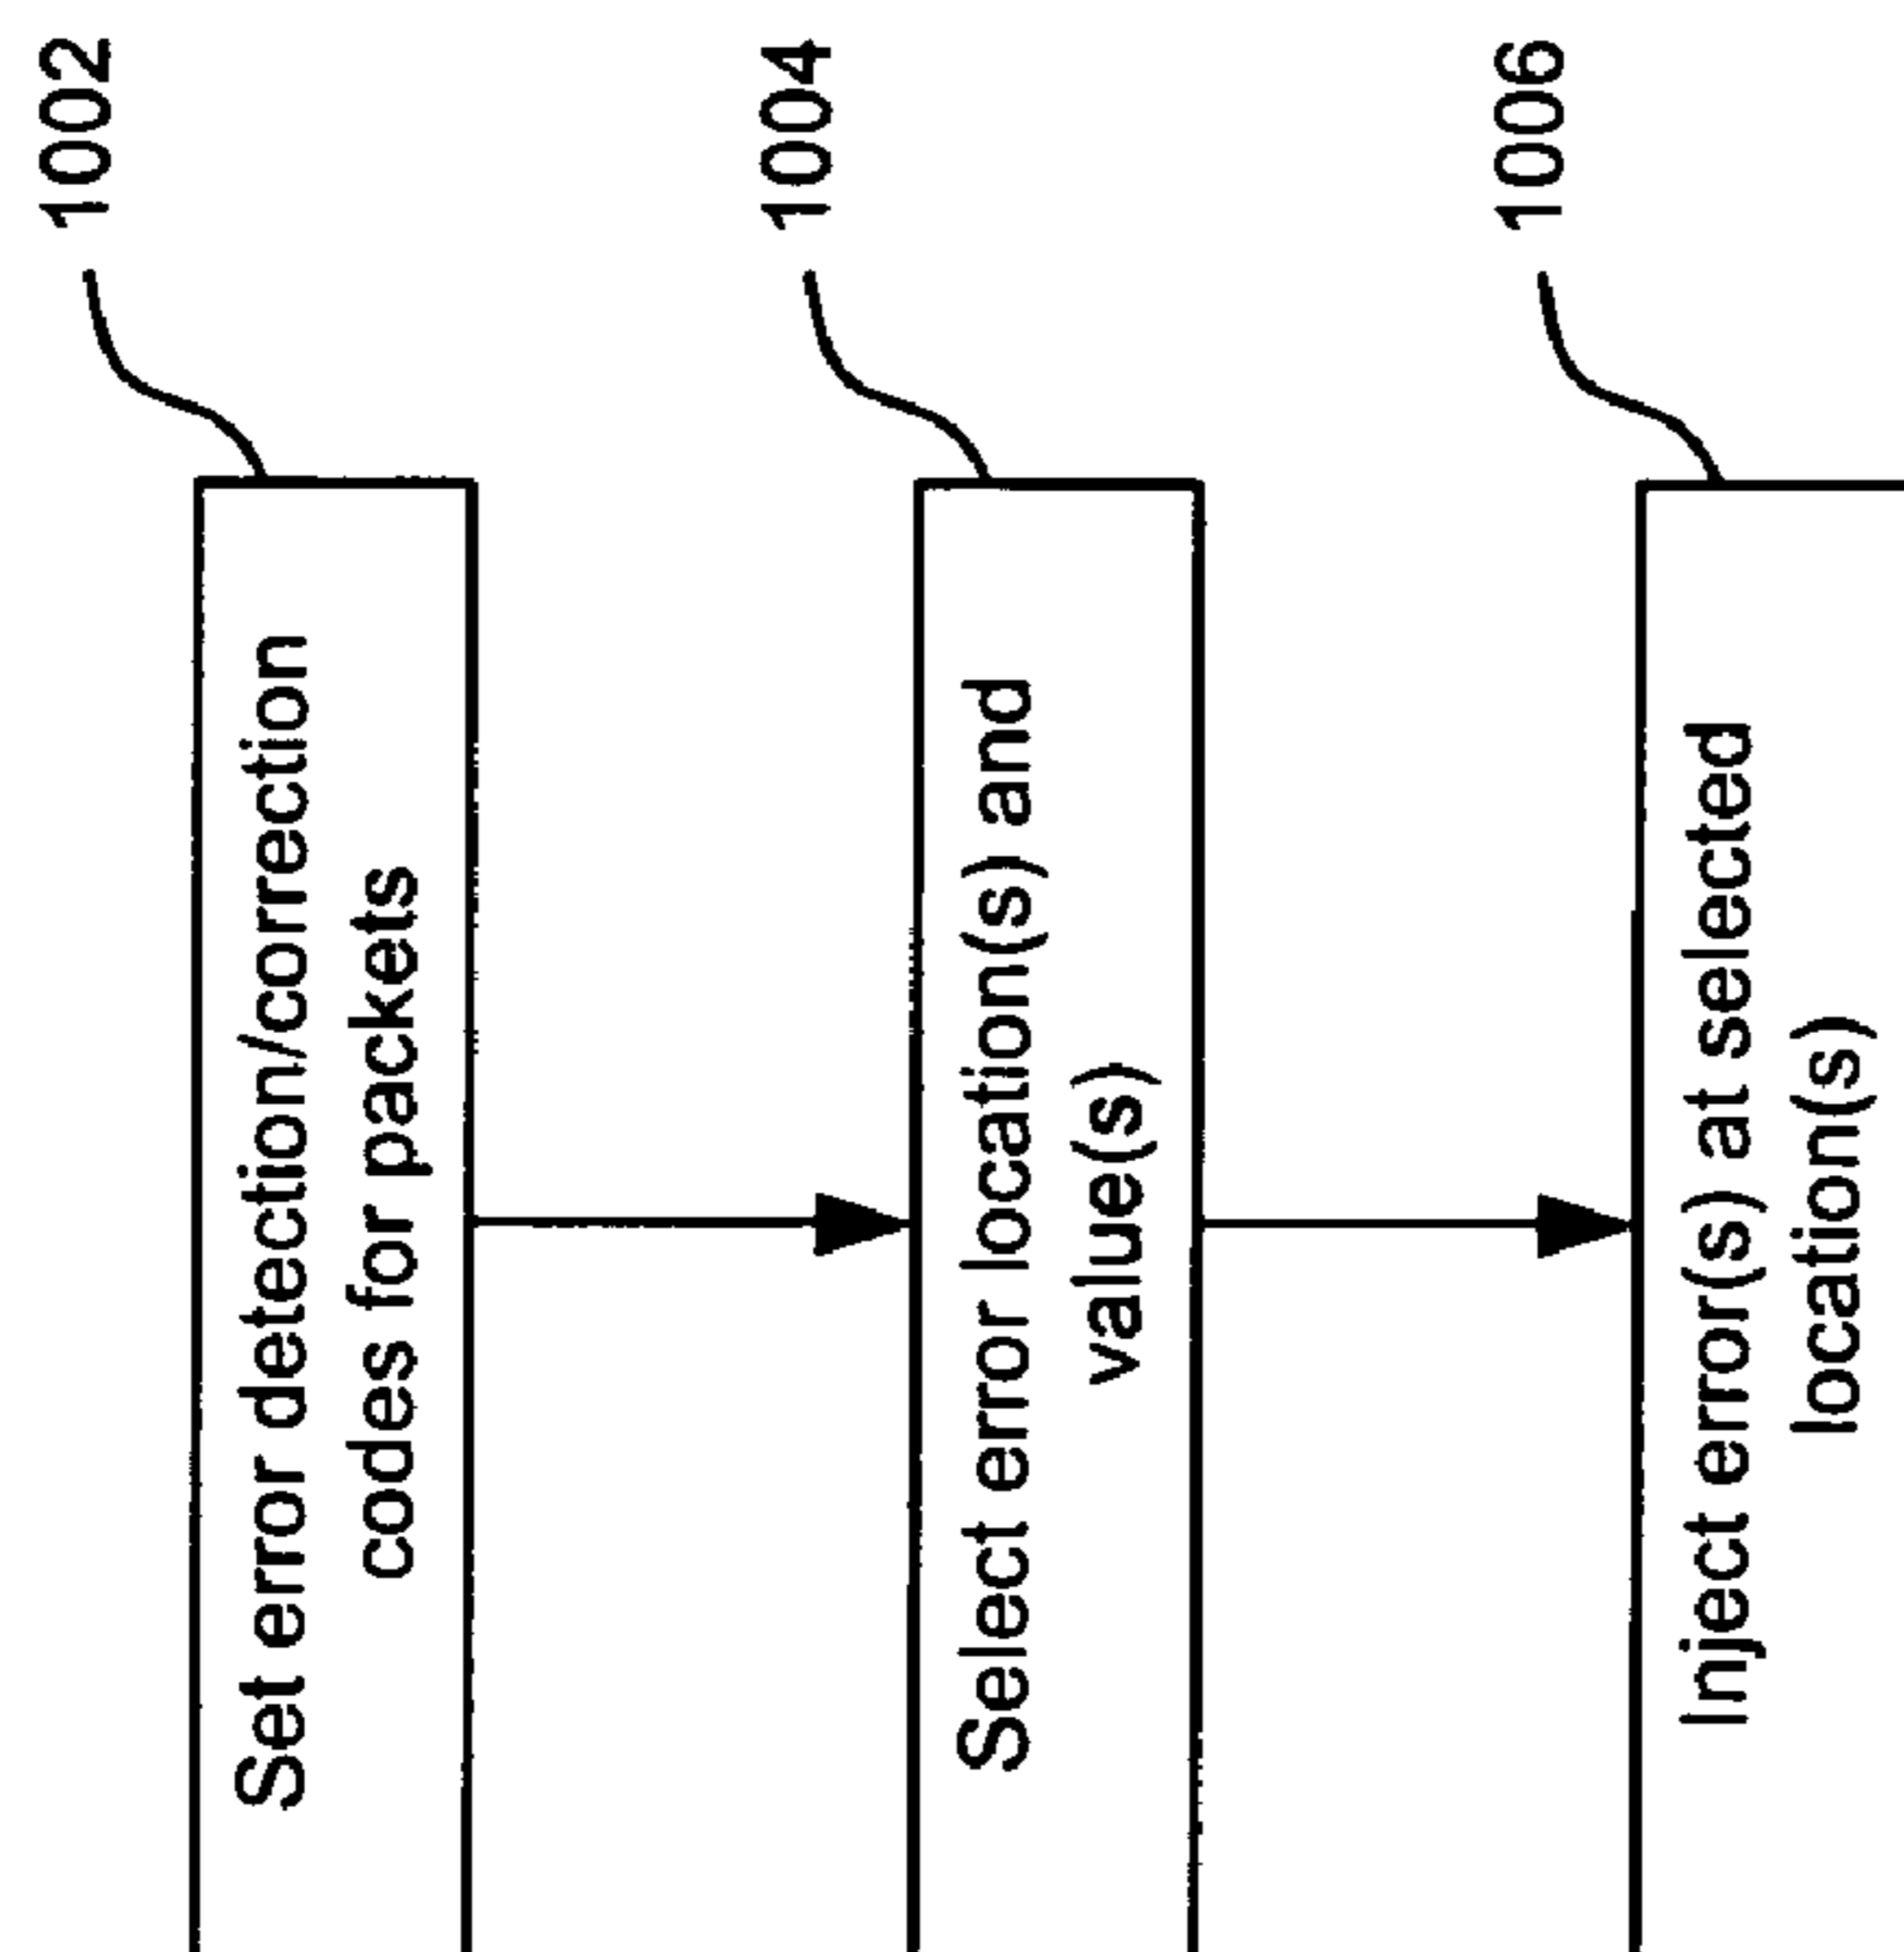 1002
Set error detection/correction
codes for packets
1004
Select error location(s) and
value(s)
1006
Inject error(s) at selected
location(s)